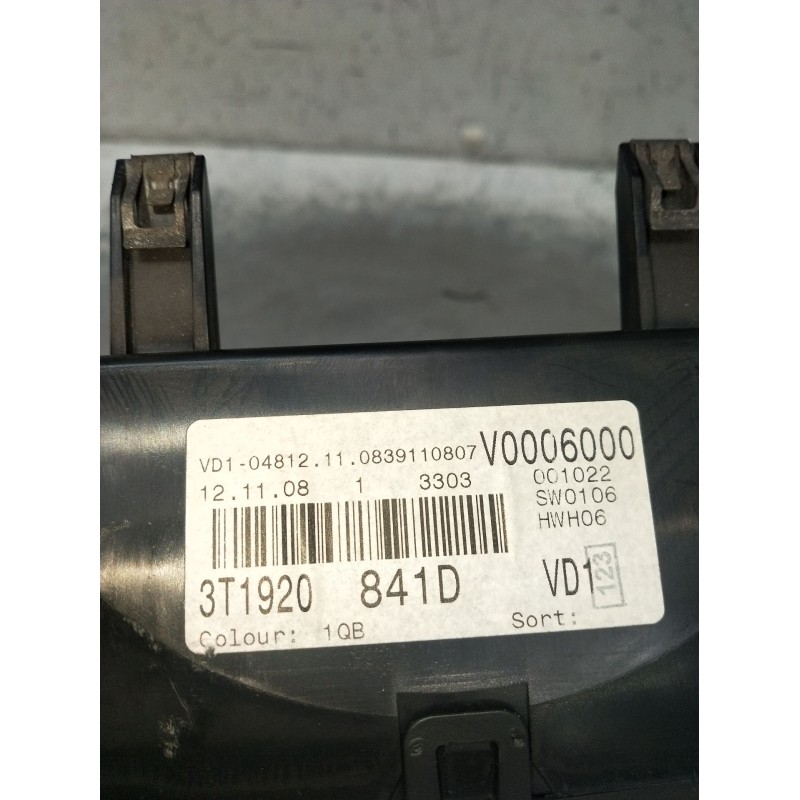 VD1-04812.11.0839110807 V0006000
12.11.08 1 3303 001022
SW0106
HWH06
3T1920 841D VD1 123
Colour: 1QB Sort: